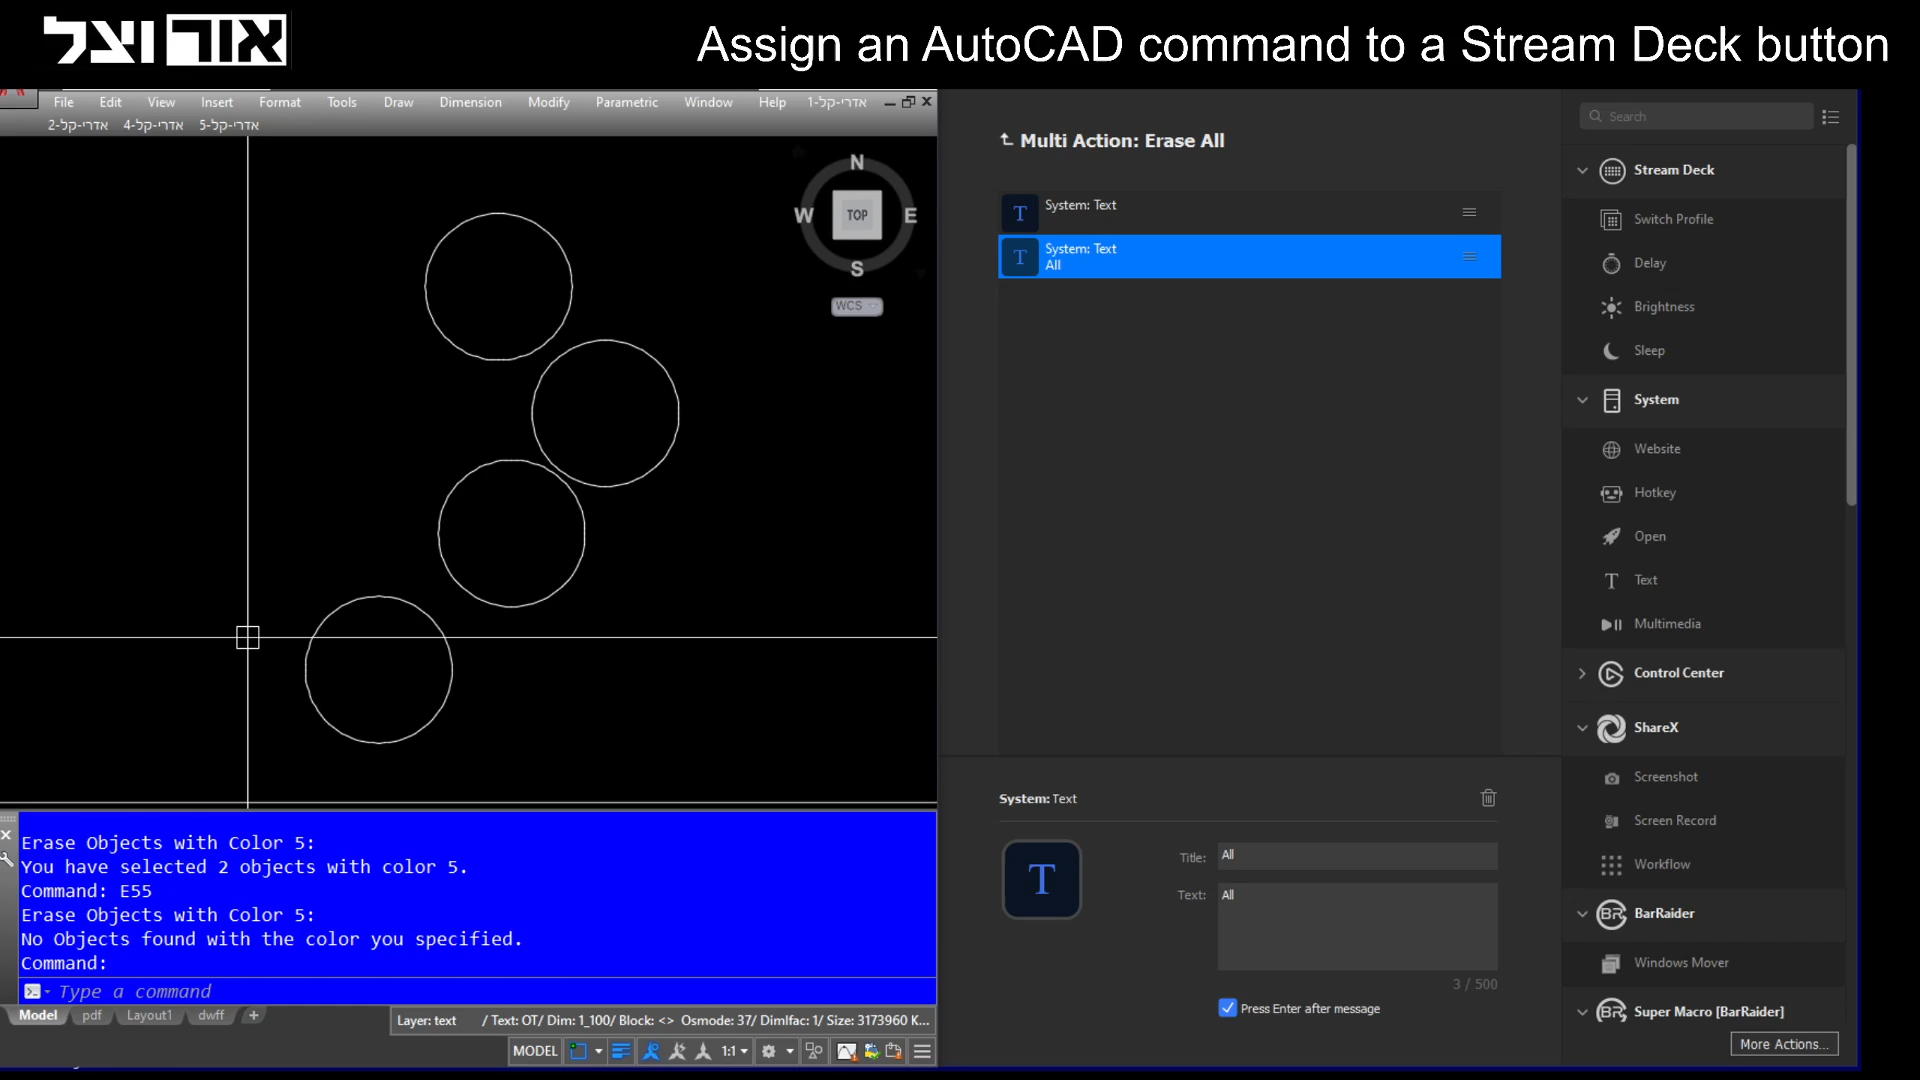 אור וצל
Assign an AutoCAD command to a Stream Deck button
File Edit View Insert Format Tools Draw Dimension Modify Parametric Window Help אדרי-קל-1
אדרי-קל-2 אדרי-קל-4 אדרי-קל-5
N
W TOP E
S
WCS
Erase Objects with Color 5:
You have selected 2 objects with color 5.
Command: E55
Erase Objects with Color 5:
No Objects found with the color you specified.
Command:
Type a command
Model pdf Layout1 dwff +
Layer: text / Text: OT/ Dim: 1_100/ Block: <> Osmode: 37/ Dimlfac: 1/ Size: 3173960 K...
MODEL 1:1
Multi Action: Erase All
T System: Text
T System: Text
All
System: Text
T
Title: All
Text: All
3 / 500
Press Enter after message
Search
Stream Deck
Switch Profile
Delay
Brightness
Sleep
System
Website
Hotkey
Open
T Text
Multimedia
Control Center
ShareX
Screenshot
Screen Record
Workflow
BR BarRaider
Windows Mover
BR Super Macro [BarRaider]
More Actions...